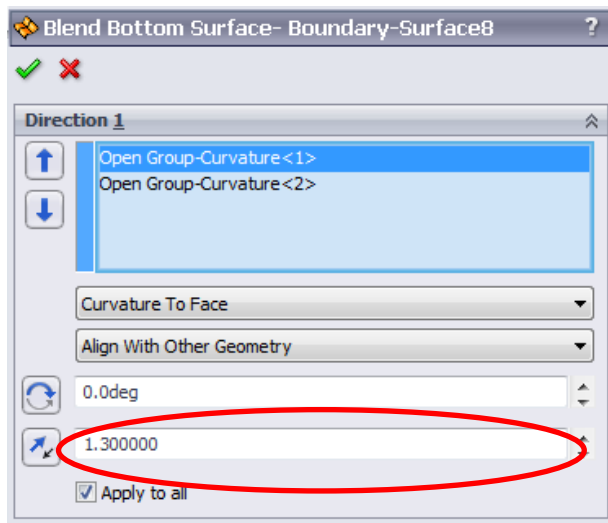 Blend Bottom Surface- Boundary-Surface8 ?
Direction 1
Open Group-Curvature<1>
Open Group-Curvature<2>
Curvature To Face
Align With Other Geometry
0.0deg
1.300000
Apply to all